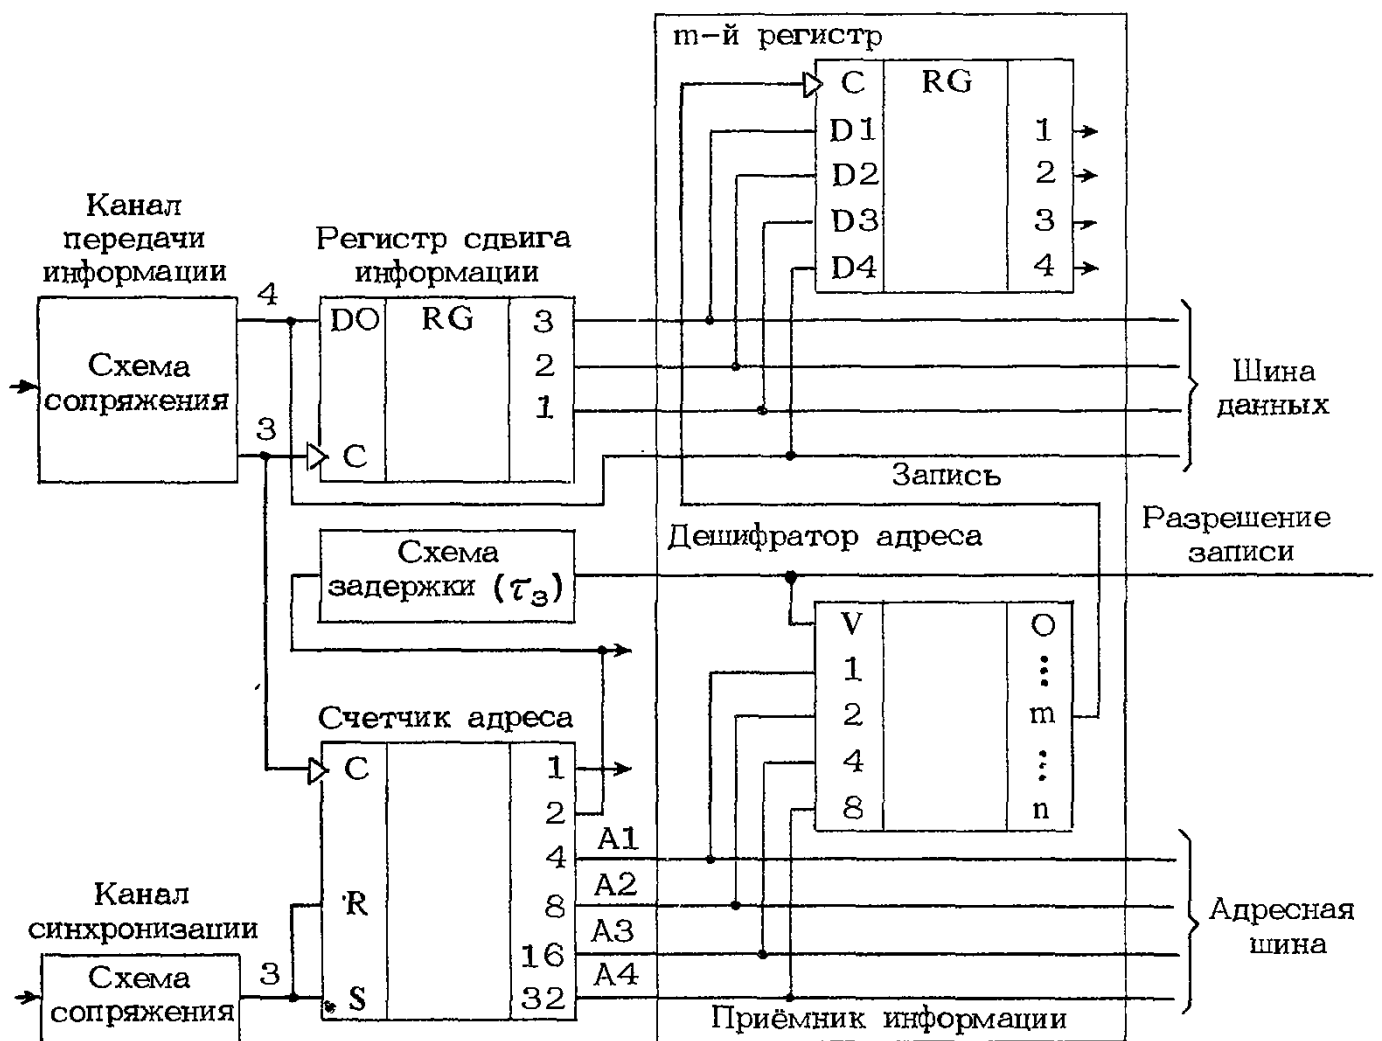 m-й регистр
C RG
D1 1
D2 2
D3 3
D4 4
Канал
передачи
информации
Регистр сдвига
информации
4
DO RG 3
2
1
C
Схема
сопряжения
3
Шина
данных
Запись
Разрешение
записи
Дешифратор адреса
Схема
задержки (τз)
V O
1 ...
2 m
4 ...
8 n
Счетчик адреса
C 1
2
4
R 8
16
S 32
A1
A2
A3
A4
Канал
синхронизации
Схема
сопряжения
3
Адресная
шина
Приёмник информации